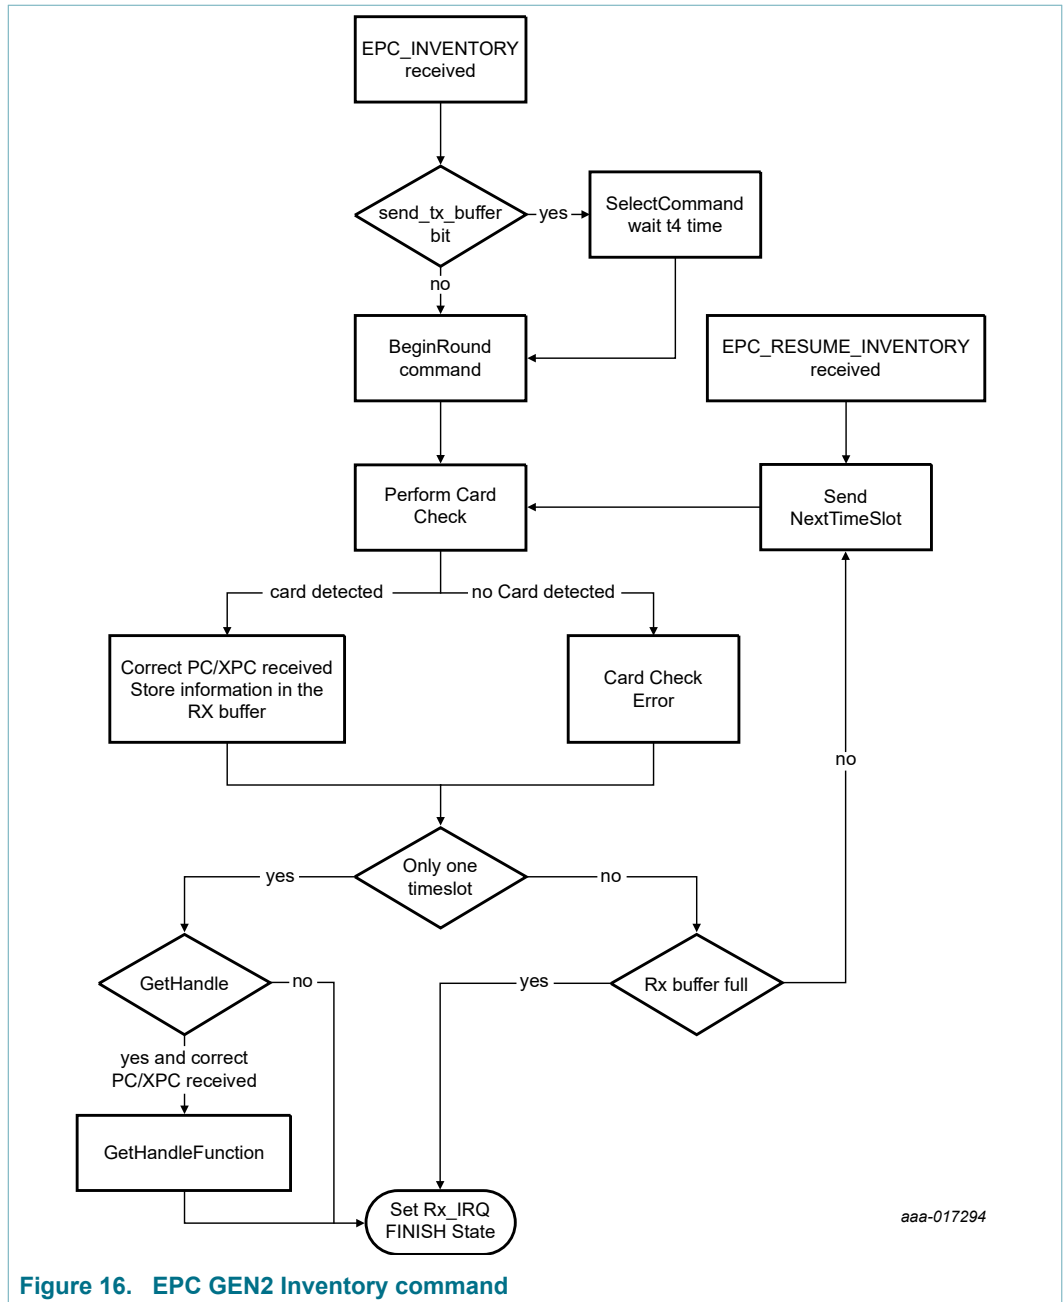 EPC_INVENTORY
received
send_tx_buffer
bit
yes
SelectCommand
wait t4 time
no
BeginRound
command
EPC_RESUME_INVENTORY
received
Perform Card
Check
Send
NextTimeSlot
card detected
no Card detected
Correct PC/XPC received
Store information in the
RX buffer
Card Check
Error
no
Only one
timeslot
yes
no
GetHandle
no
yes
Rx buffer full
yes and correct
PC/XPC received
GetHandleFunction
Set Rx_IRQ
FINISH State
aaa-017294
Figure 16. EPC GEN2 Inventory command